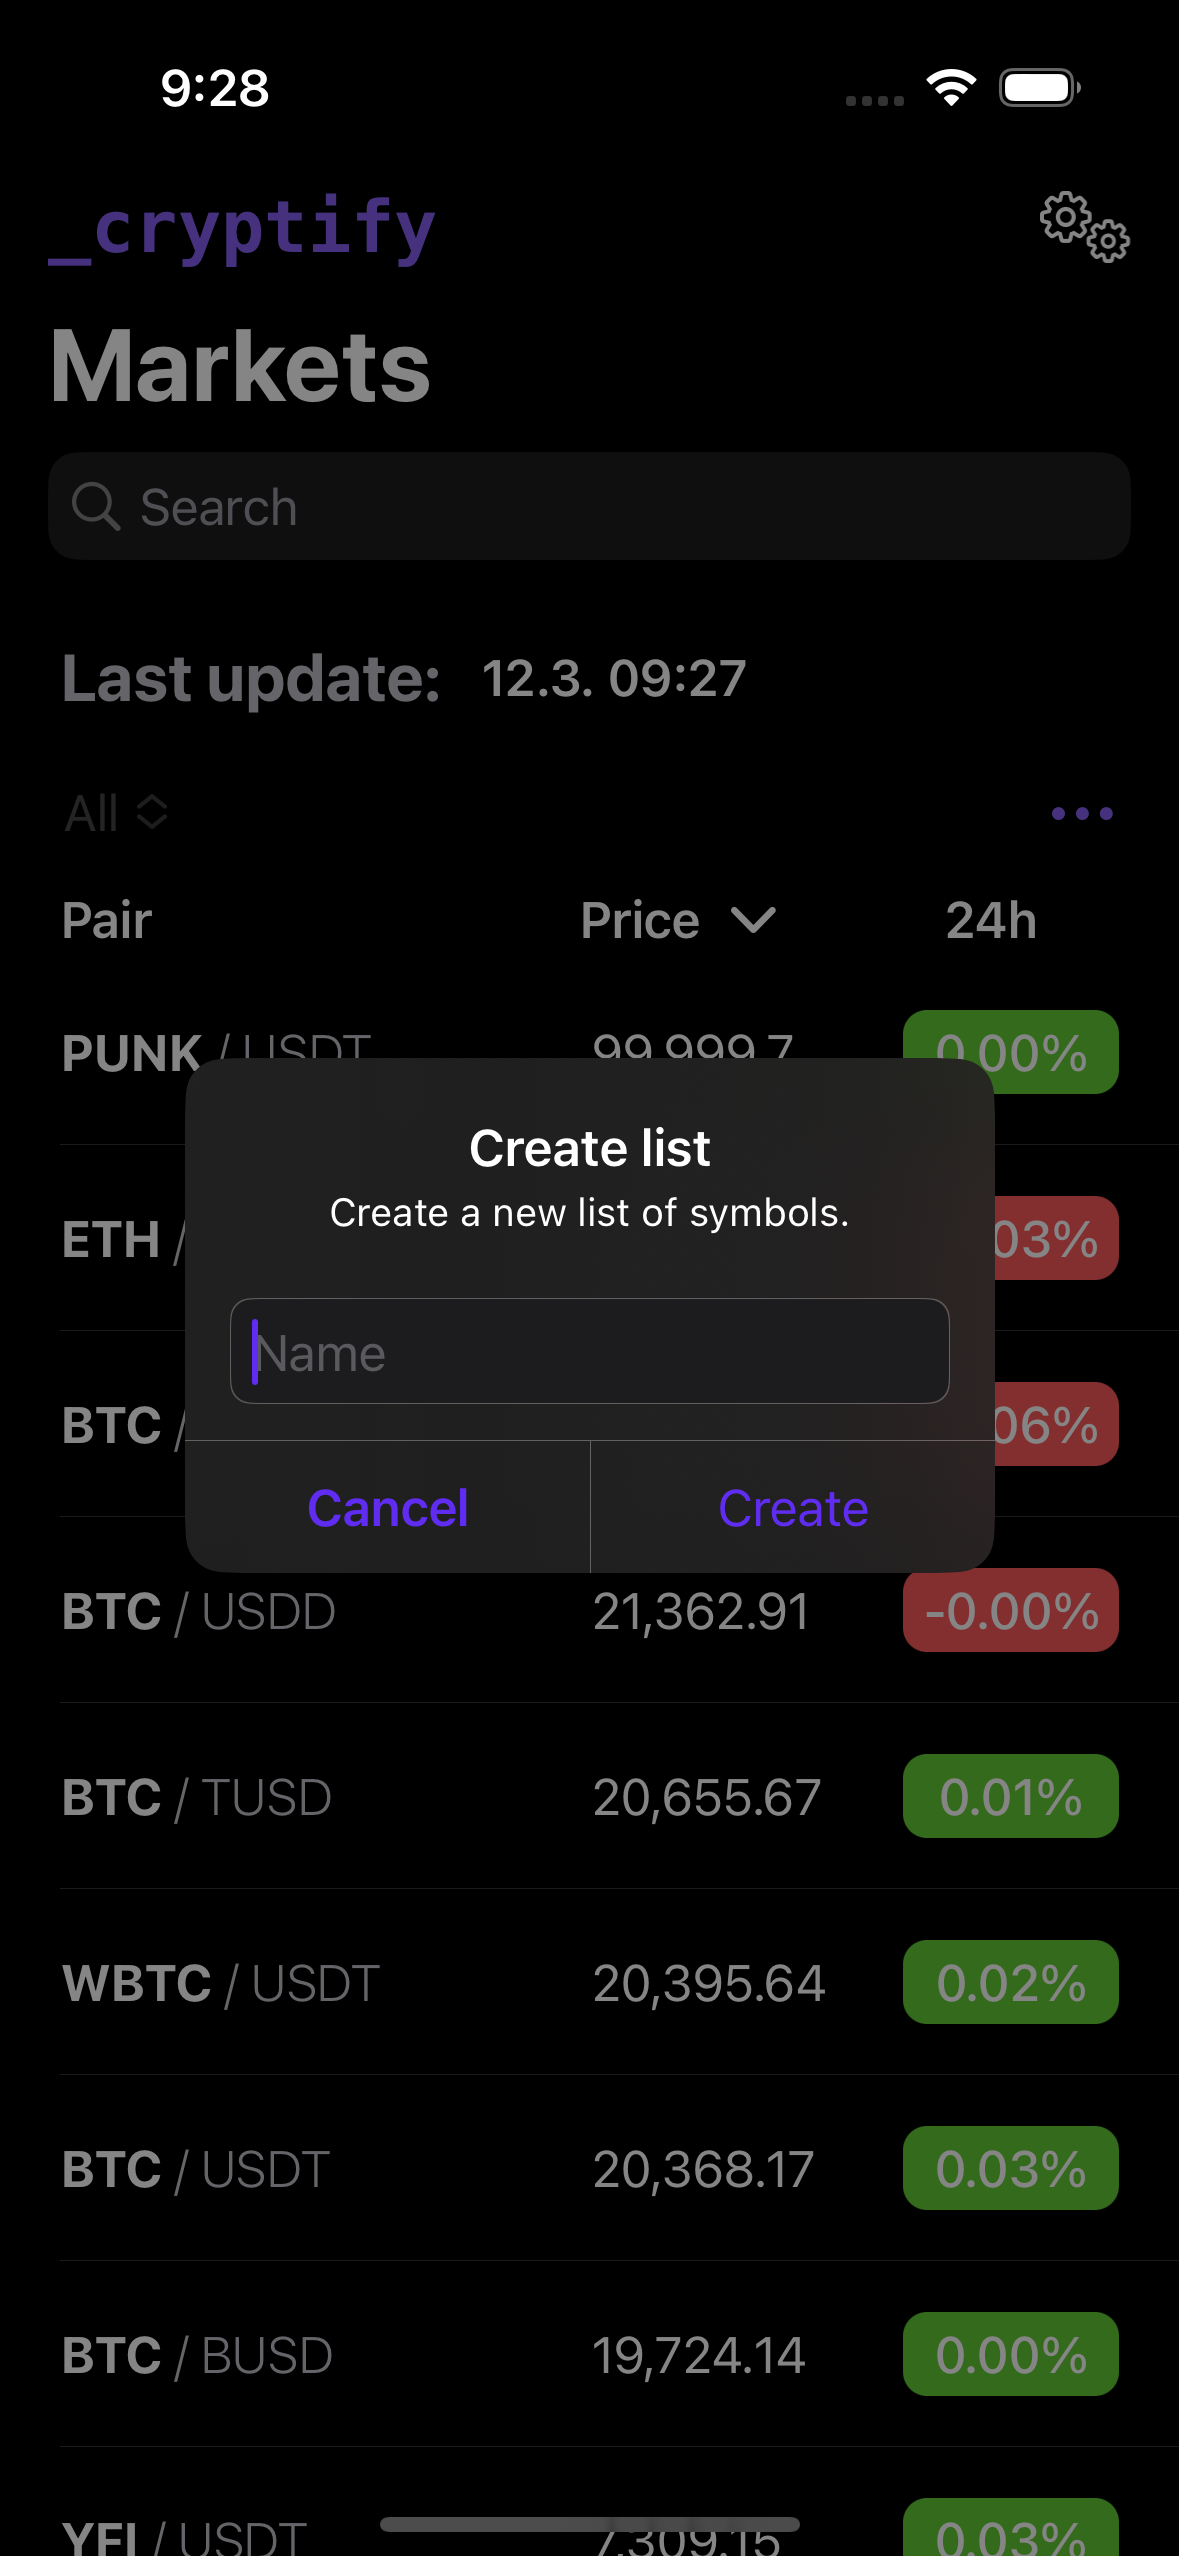 9:28
_cryptify
Markets
Search
Last update: 12.3. 09:27
All
Pair Price 24h
PUNK / USDT 99,999.7 0.00%
Create list
Create a new list of symbols.
ETH / 03%
Name
BTC / 06%
Cancel Create
BTC / USDD 21,362.91 -0.00%
BTC / TUSD 20,655.67 0.01%
WBTC / USDT 20,395.64 0.02%
BTC / USDT 20,368.17 0.03%
BTC / BUSD 19,724.14 0.00%
YFI / USDT 7,309.15 0.03%